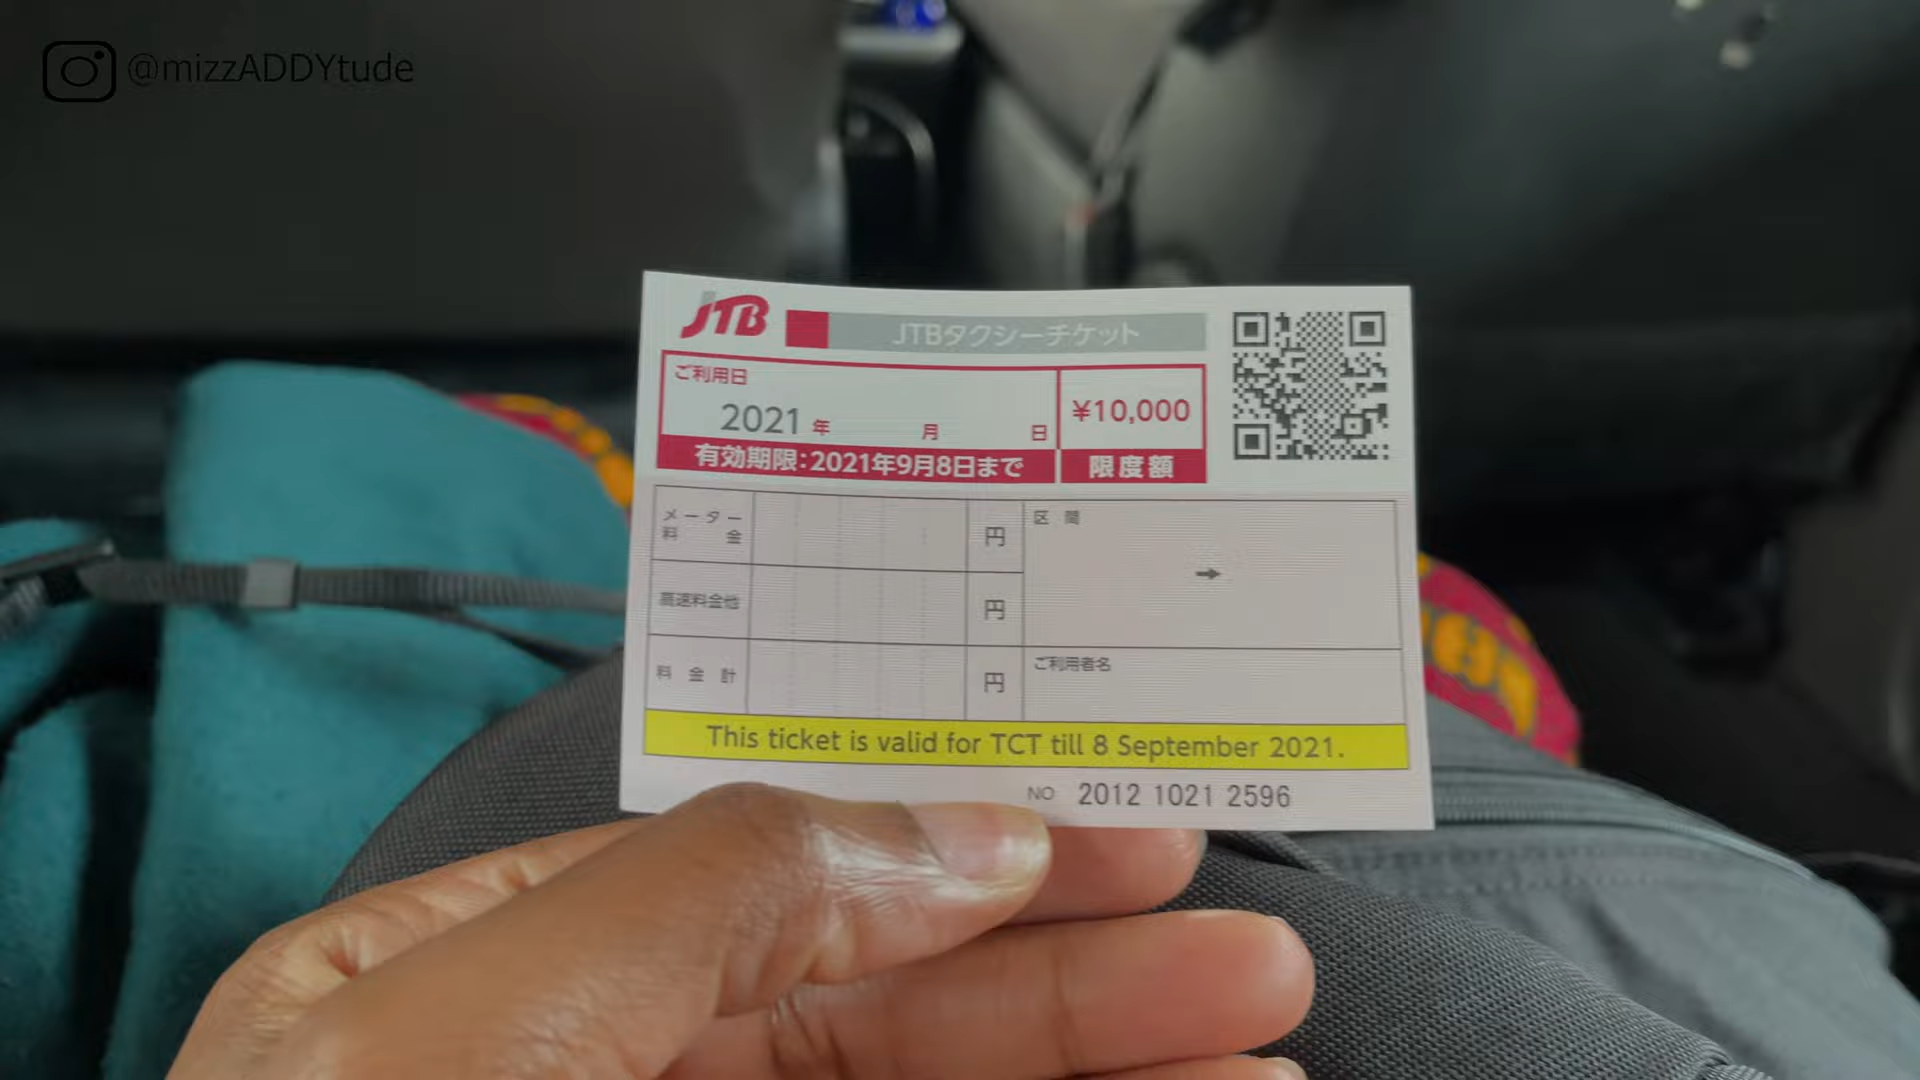 @mizzADDYtude
JTB
JTBタクシーチケット
ご利用日
2021年 月 日
¥10,000
有効期限:2021年9月8日まで
限度額
メーター料金 円
区間
→
高速料金他 円
料金計 円
ご利用者名
This ticket is valid for TCT till 8 September 2021.
NO 2012 1021 2596